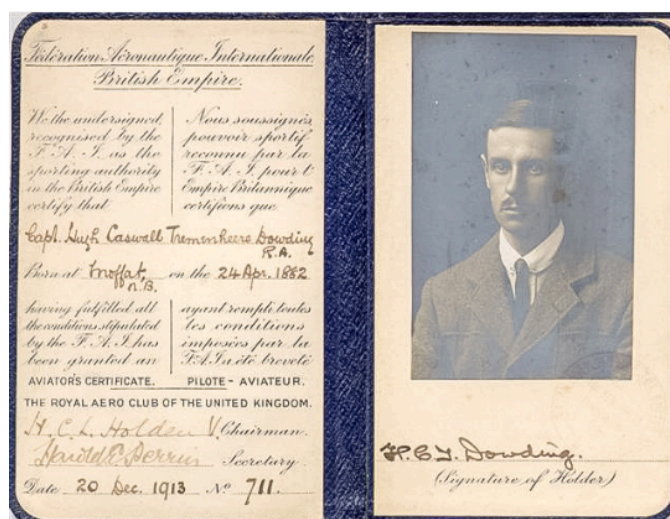 Fédération Aéronautique Internationale
British Empire.
We the undersigned,
recognised by the
F. A. I. as the
sporting authority
in the British Empire
certify that
Nous soussignés,
pouvoir sportif
reconnu par la
F. A. I. pour l'
Empire Britannique
certifions que
Capt. Hugh Caswall Tremenheere Dowding
R.A.
Born at Moffat, on the 24 Apr. 1882
N.B.
having fulfilled all
the conditions stipulated
by the F. A. I. has
been granted an
ayant rempli toutes
les conditions
imposées par la
F.A.I. a été breveté
AVIATOR'S CERTIFICATE. PILOTE - AVIATEUR.
THE ROYAL AERO CLUB OF THE UNITED KINGDOM.
H. C. L. Holden V. Chairman.
Harold E Perrin Secretary.
Date 20 Dec. 1913 No 711.
H. C. T. Dowding.
(Signature of Holder)